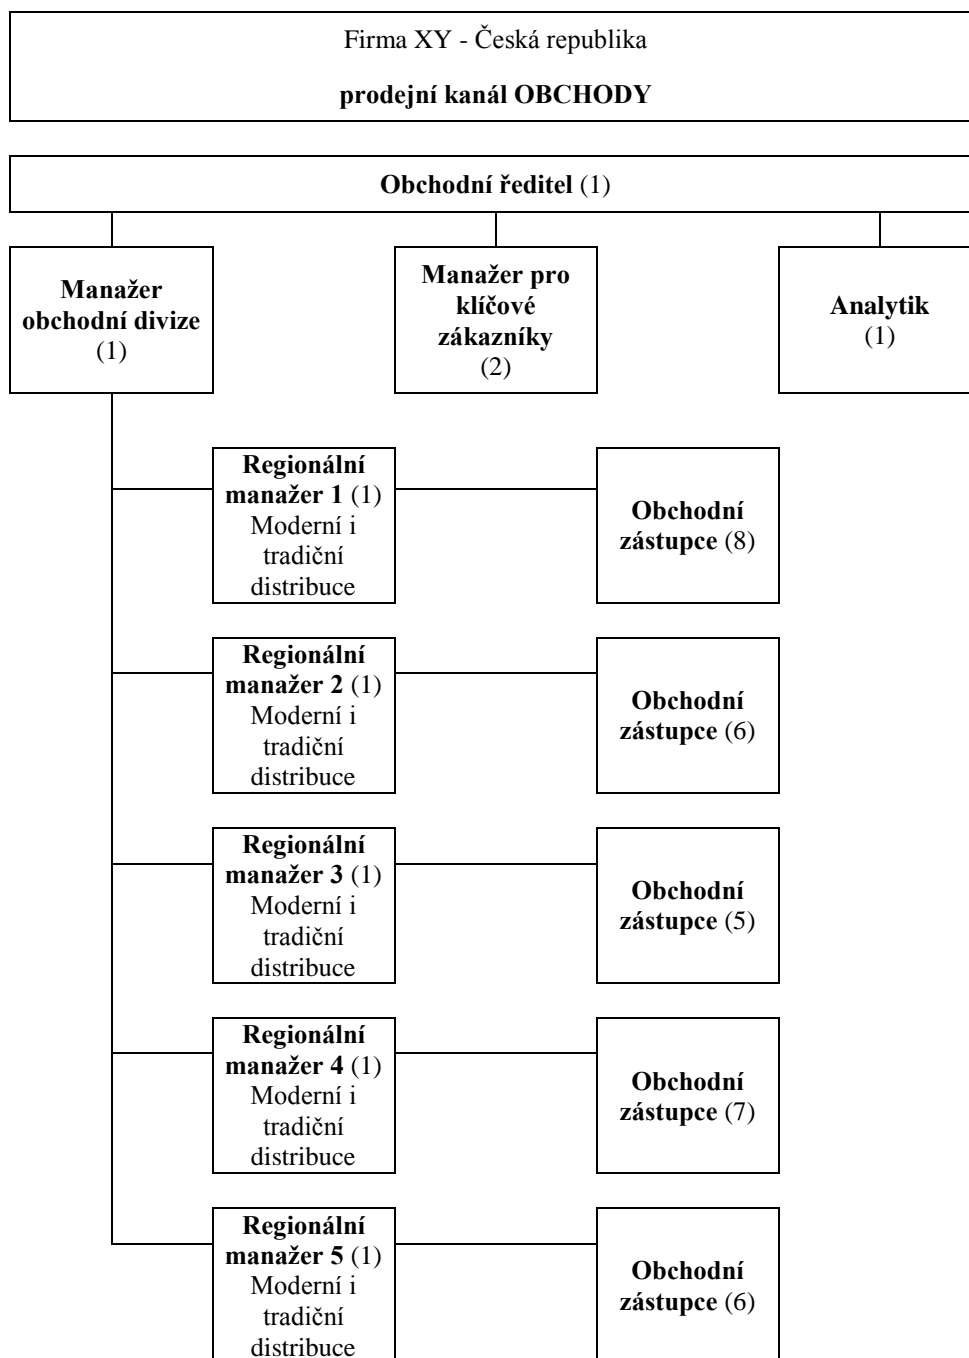 Firma XY - Česká republika
prodejní kanál OBCHODY
Obchodní ředitel (1)
Manažer
obchodní divize
(1)
Manažer pro
klíčové
zákazníky
(2)
Analytik
(1)
Regionální
manažer 1 (1)
Moderní i
tradiční
distribuce
Obchodní
zástupce (8)
Regionální
manažer 2 (1)
Moderní i
tradiční
distribuce
Obchodní
zástupce (6)
Regionální
manažer 3 (1)
Moderní i
tradiční
distribuce
Obchodní
zástupce (5)
Regionální
manažer 4 (1)
Moderní i
tradiční
distribuce
Obchodní
zástupce (7)
Regionální
manažer 5 (1)
Moderní i
tradiční
distribuce
Obchodní
zástupce (6)